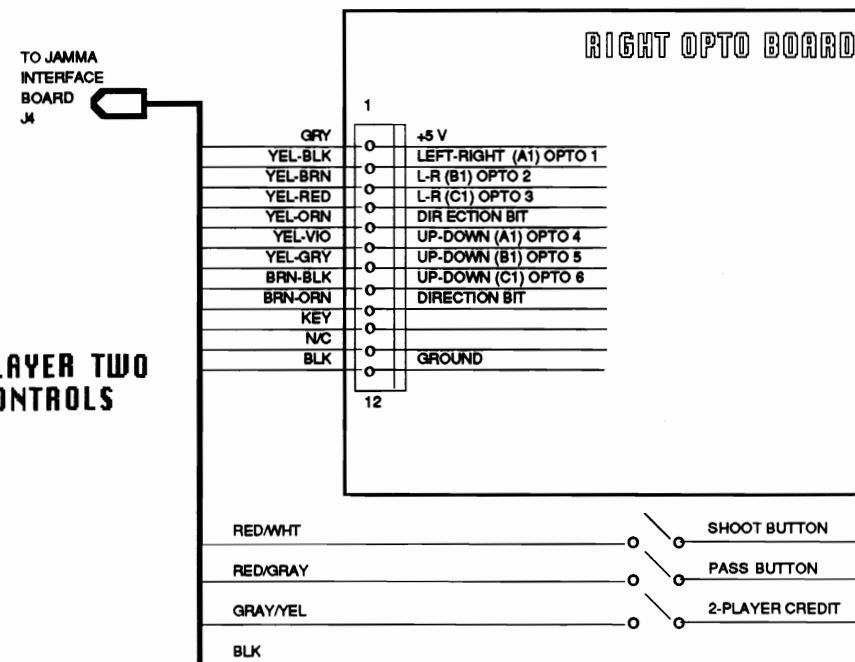 RIGHT OPTO BOARD
TO JAMMA
INTERFACE
BOARD
J4
1
GRY +5 V
YEL-BLK LEFT-RIGHT (A1) OPTO 1
YEL-BRN L-R (B1) OPTO 2
YEL-RED L-R (C1) OPTO 3
YEL-ORN DIR ECTION BIT
YEL-VIO UP-DOWN (A1) OPTO 4
YEL-GRY UP-DOWN (B1) OPTO 5
BRN-BLK UP-DOWN (C1) OPTO 6
BRN-ORN DIRECTION BIT
KEY
N/C
BLK GROUND
12
LAYER TWO
ONTROLS
RED/WHT SHOOT BUTTON
RED/GRAY PASS BUTTON
GRAY/YEL 2-PLAYER CREDIT
BLK